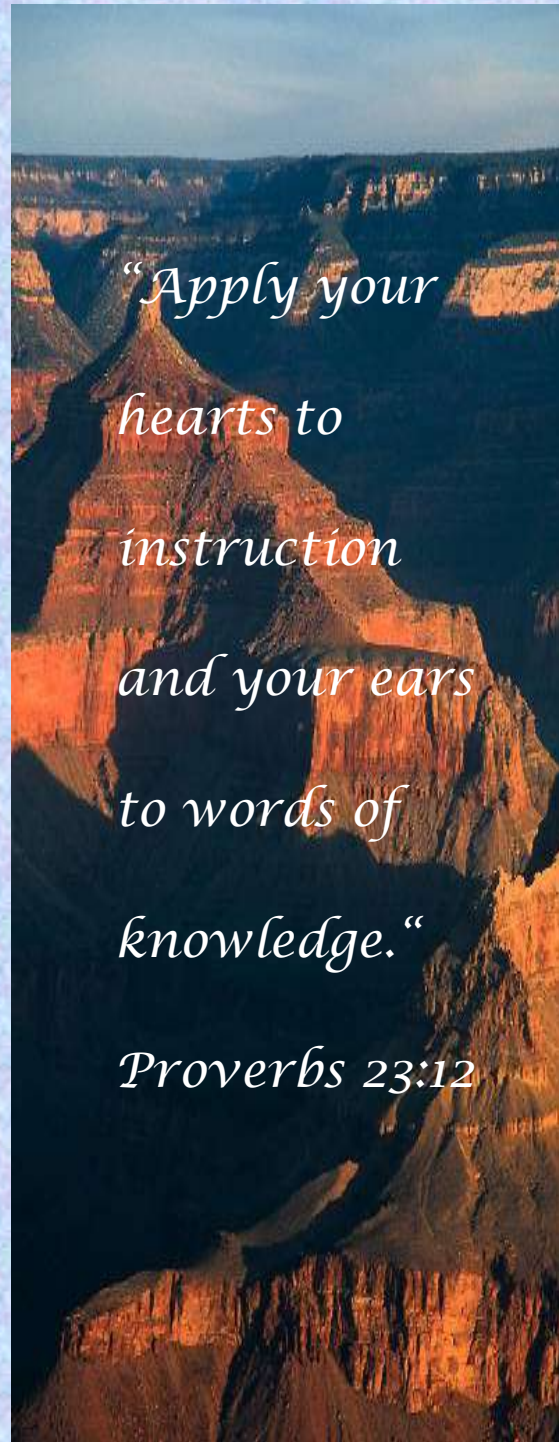 “Apply your
hearts to
instruction
and your ears
to words of
knowledge.“
Proverbs 23:12